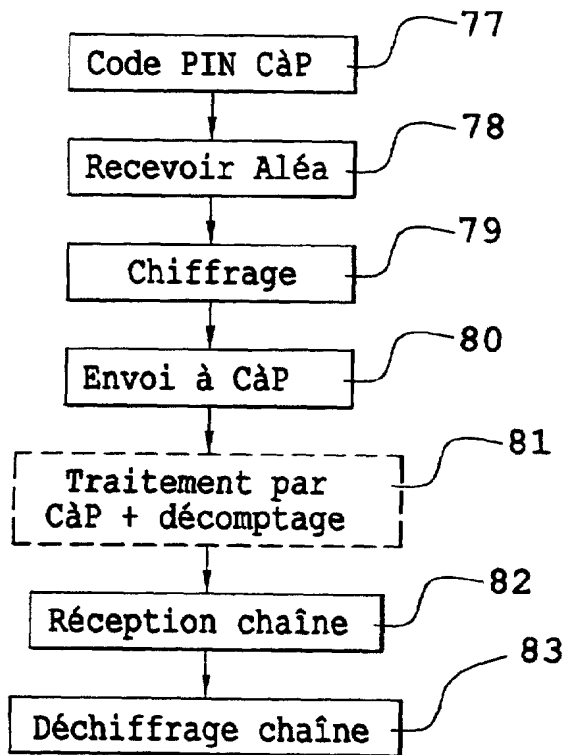 77
Code PIN CàP
78
Recevoir Aléa
79
Chiffrage
80
Envoi à CàP
81
Traitement par
CàP + décomptage
82
Réception chaîne
83
Déchiffrage chaîne